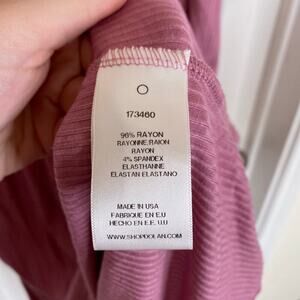 173460
96% RAYON
RAYONNE.RAION
RAYON
4% SPANDEX
ELASTHANNE
ELASTAN ELASTANO
MADE IN USA
FABRIQUE EN E.U
HECHO EN E.E. U.U
WWW.SHOPDOLAN.COM